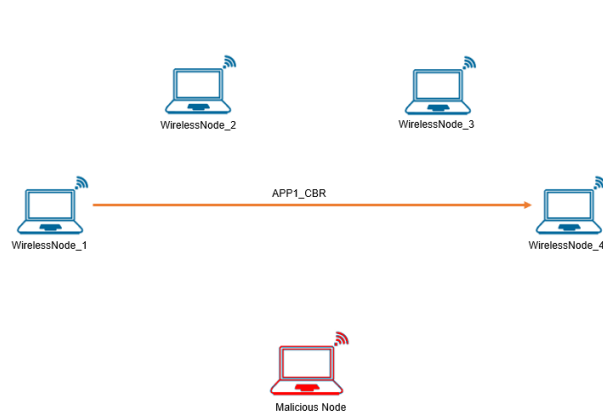 WirelessNode_2
WirelessNode_3
APP1_CBR
WirelessNode_1
WirelessNode_4
Malicious Node